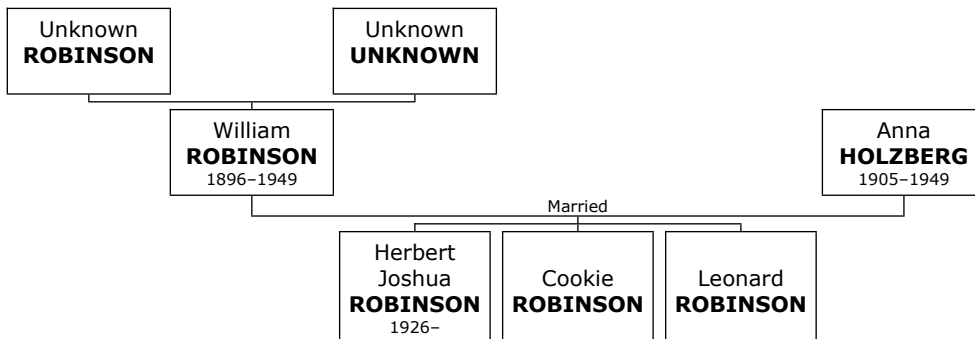 Unknown
ROBINSON
Unknown
UNKNOWN
William
ROBINSON
1896–1949
Anna
HOLZBERG
1905–1949
Married
Herbert
Joshua
ROBINSON
1926–
Cookie
ROBINSON
Leonard
ROBINSON